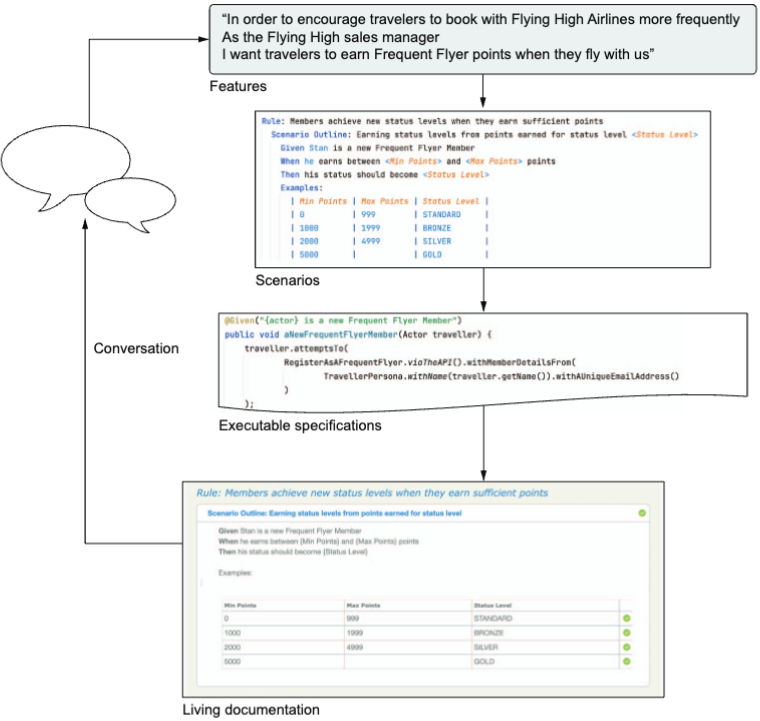 “In order to encourage travelers to book with Flying High Airlines more frequently
As the Flying High sales manager
I want travelers to earn Frequent Flyer points when they fly with us”
Features
Rule: Members achieve new status levels when they earn sufficient points
Scenario Outline: Earning status levels from points earned for status level <Status Level>
Given Stan is a new Frequent Flyer Member
When he earns between <Min Points> and <Max Points> points
Then his status should become <Status Level>
Examples:
| Min Points | Max Points | Status Level |
| 0 | 999 | STANDARD |
| 1000 | 1999 | BRONZE |
| 2000 | 4999 | SILVER |
| 5000 | | GOLD |
Scenarios
@Given("{actor} is a new Frequent Flyer Member")
public void aNewFrequentFlyerMember(Actor traveller) {
traveller.attemptsTo(
RegisterAsAFrequentFlyer.viaTheAPI().withMemberDetailsFrom(
TravellerPersona.withName(traveller.getName()).withAUniqueEmailAddress()
)
);
Executable specifications
Conversation
Rule: Members achieve new status levels when they earn sufficient points
Scenario Outline: Earning status levels from points earned for status level
Given Stan is a new Frequent Flyer Member
When he earns between {Min Points} and {Max Points} points
Then his status should become {Status Level}
Examples:
Min Points Max Points Status Level
0 999 STANDARD
1000 1999 BRONZE
2000 4999 SILVER
5000 GOLD
Living documentation